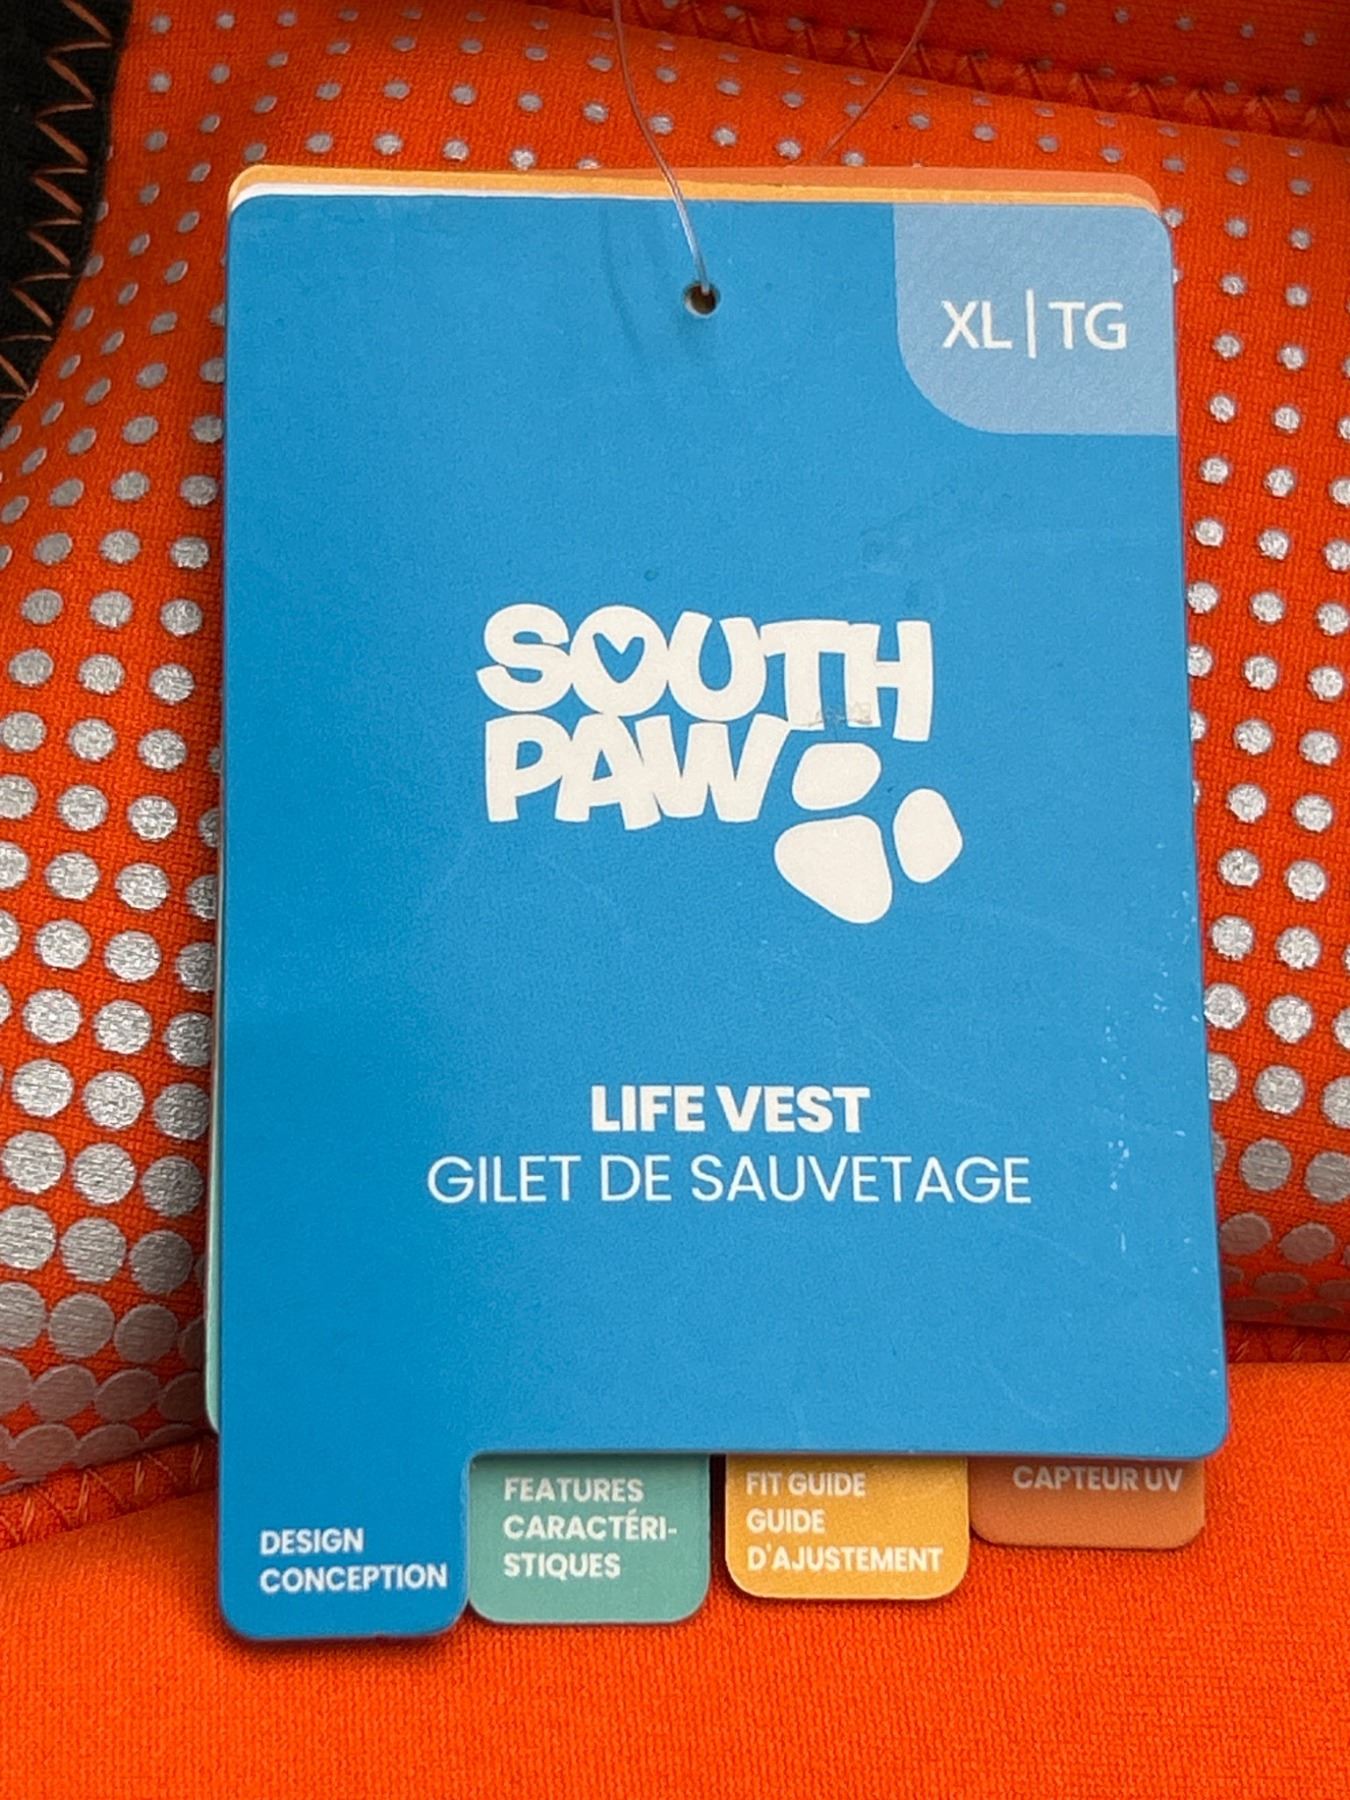 XL | TG
SOUTH
PAW
LIFE VEST
GILET DE SAUVETAGE
DESIGN
CONCEPTION
FEATURES
CARACTÉRI-
STIQUES
FIT GUIDE
GUIDE
D'AJUSTEMENT
CAPTEUR UV